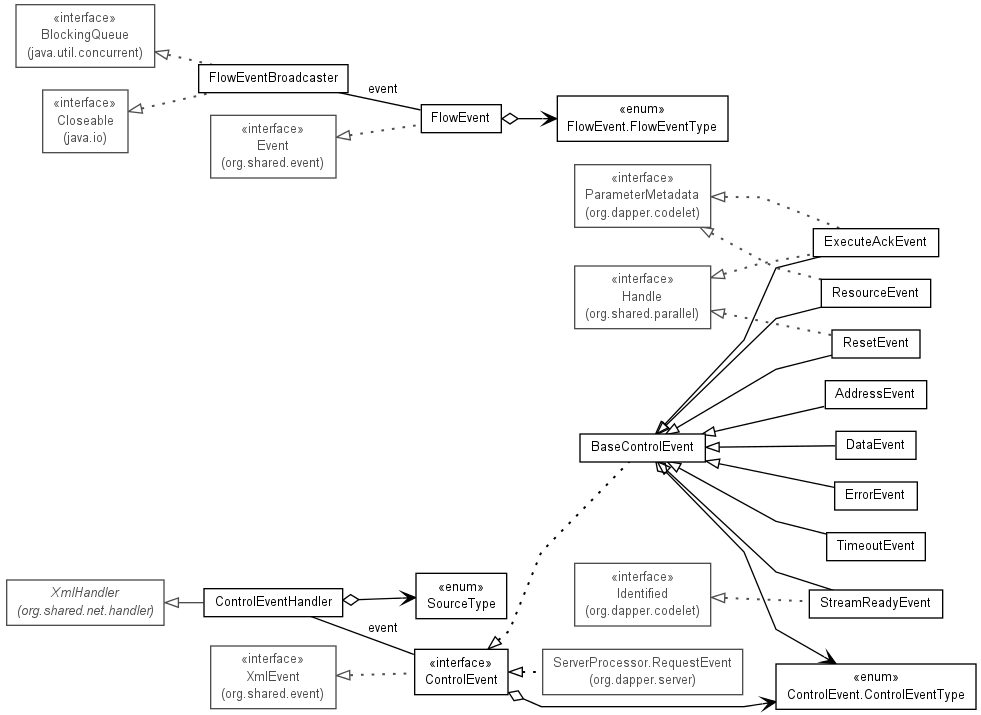 «interface»
BlockingQueue
(java.util.concurrent)
FlowEventBroadcaster
event
«interface»
Closeable
(java.io)
FlowEvent
«enum»
FlowEvent.FlowEventType
«interface»
Event
(org.shared.event)
«interface»
ParameterMetadata
(org.dapper.codelet)
ExecuteAckEvent
«interface»
Handle
(org.shared.parallel)
ResourceEvent
ResetEvent
AddressEvent
BaseControlEvent
DataEvent
ErrorEvent
TimeoutEvent
«interface»
Identified
(org.dapper.codelet)
StreamReadyEvent
XmlHandler
(org.shared.net.handler)
ControlEventHandler
«enum»
SourceType
event
«interface»
XmlEvent
(org.shared.event)
«interface»
ControlEvent
ServerProcessor.RequestEvent
(org.dapper.server)
«enum»
ControlEvent.ControlEventType